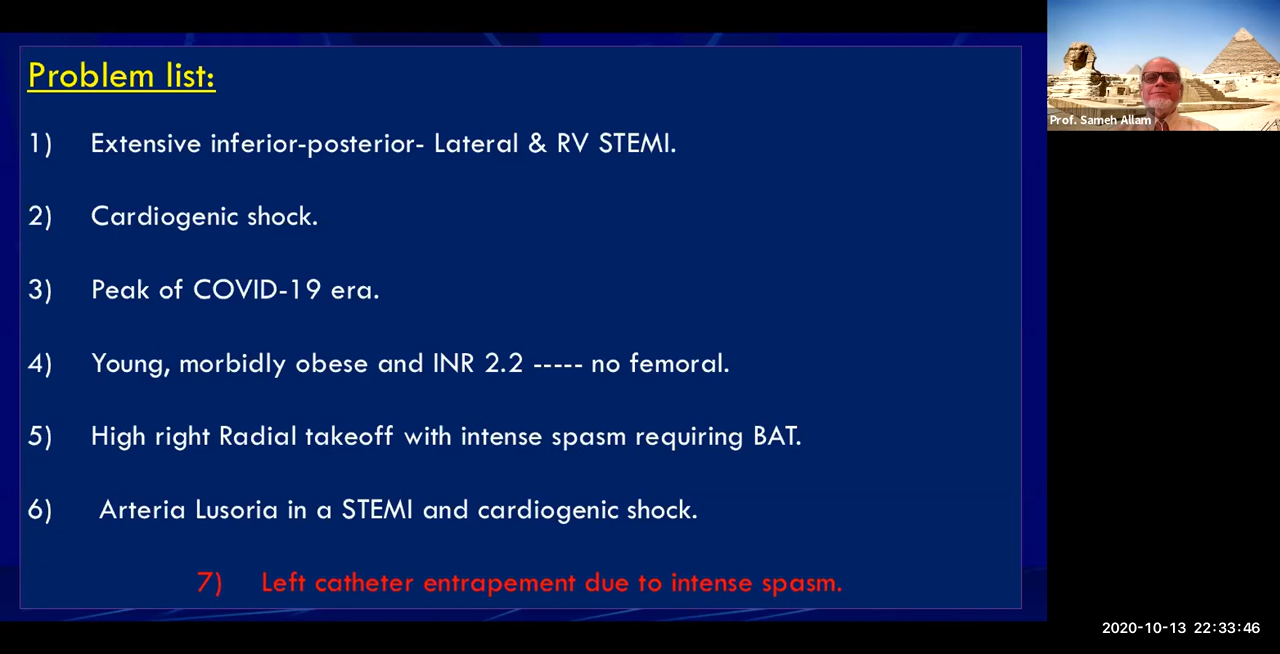 Problem list:
1) Extensive inferior-posterior- Lateral & RV STEMI.
2) Cardiogenic shock.
3) Peak of COVID-19 era.
4) Young, morbidly obese and INR 2.2 ----- no femoral.
5) High right Radial takeoff with intense spasm requiring BAT.
6) Arteria Lusoria in a STEMI and cardiogenic shock.
7) Left catheter entrapement due to intense spasm.
Prof. Sameh Allam
2020-10-13 22:33:46